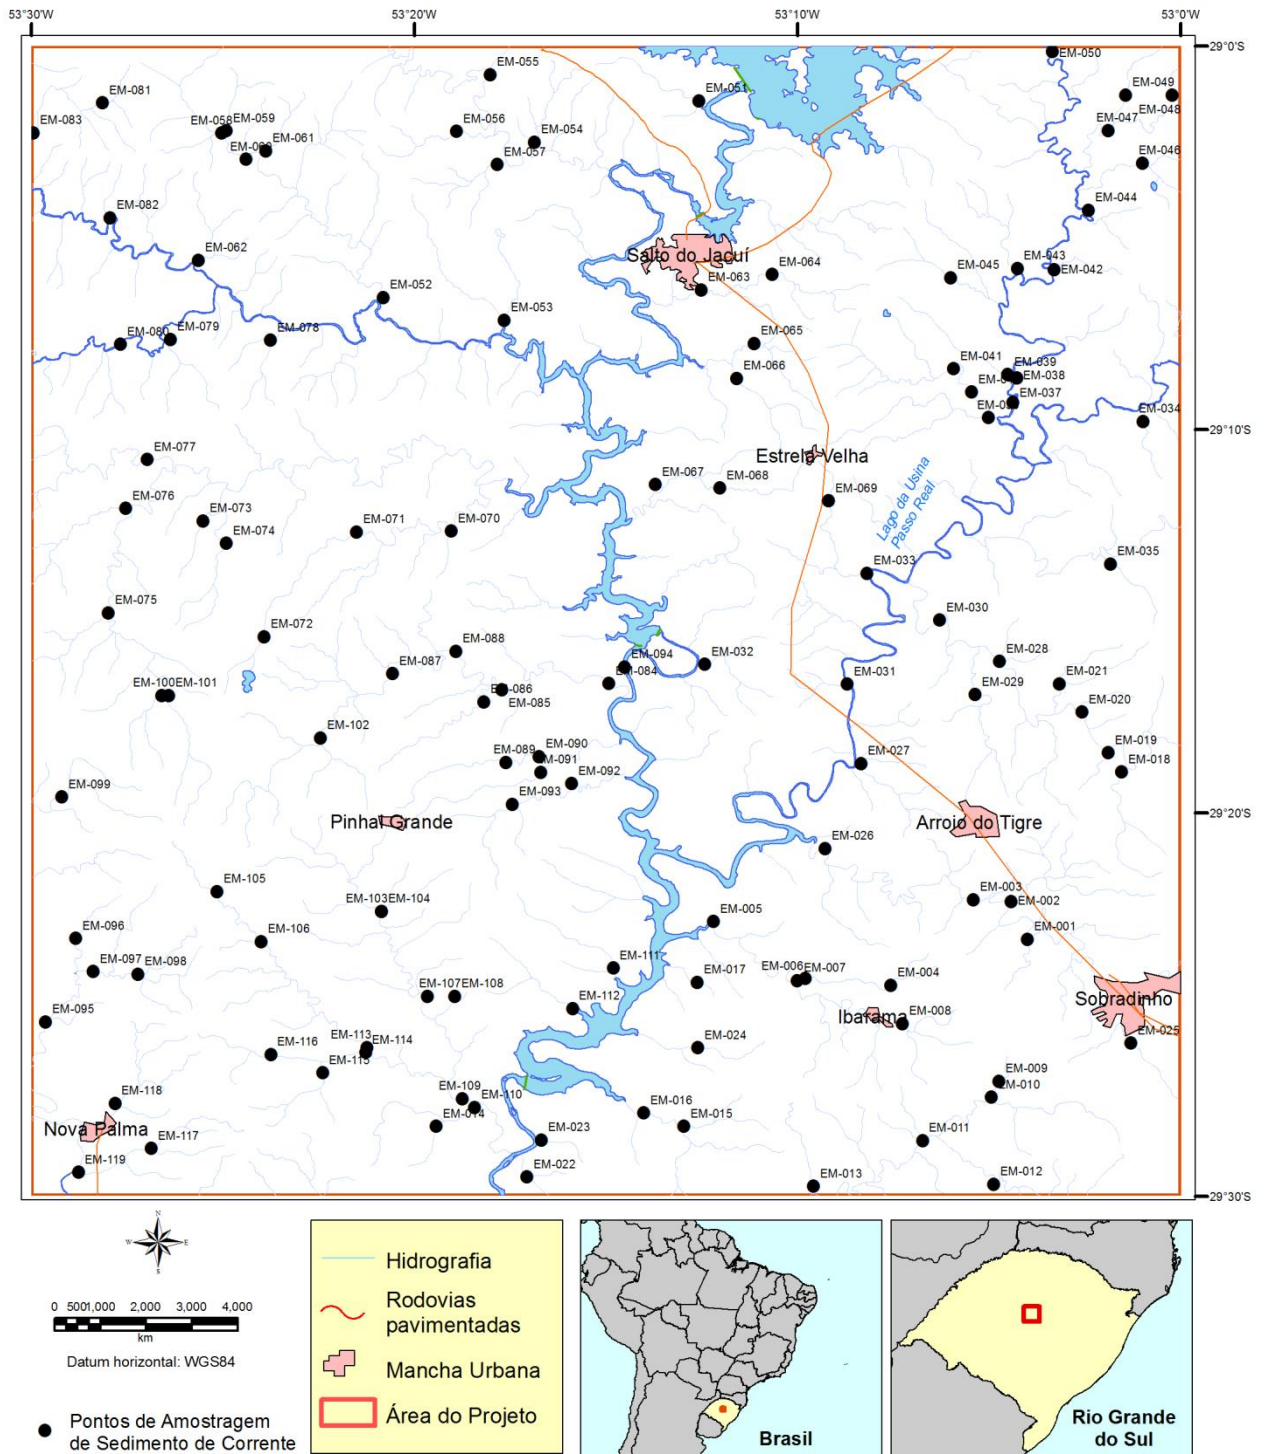 53°30'0"W
53°20'0"W
53°10'0"W
53°0'0"W
29°0'0"S
EM-050
EM-055
EM-081
EM-051
EM-049
EM-048
EM-083
EM-058
EM-059
EM-056
EM-054
EM-047
EM-061
EM-057
EM-046
EM-082
EM-044
EM-062
Salto do Jacuí
EM-064
EM-045
EM-043
EM-042
EM-052
EM-063
EM-053
EM-080
EM-079
EM-078
EM-065
EM-066
EM-041
EM-039
EM-038
EM-037
EM-034
29°10'0"S
Estrela Velha
EM-077
EM-067
EM-068
EM-069
Lago da Usina
Passo Real
EM-076
EM-073
EM-074
EM-071
EM-070
EM-033
EM-035
EM-075
EM-072
EM-030
EM-088
EM-087
EM-094
EM-084
EM-032
EM-028
EM-031
EM-029
EM-021
EM-100
EM-101
EM-086
EM-085
EM-020
EM-102
EM-089
EM-090
EM-091
EM-092
EM-027
EM-019
EM-018
EM-099
EM-093
Pinhal Grande
Arroio do Tigre
29°20'0"S
EM-026
EM-105
EM-103
EM-104
EM-005
EM-003
EM-002
EM-001
EM-096
EM-106
EM-097
EM-098
EM-111
EM-017
EM-006
EM-007
EM-004
EM-107
EM-108
EM-112
Ibarama
EM-008
Sobradinho
EM-095
EM-025
EM-116
EM-113
EM-114
EM-115
EM-024
EM-009
EM-010
EM-118
EM-109
EM-110
EM-014
EM-016
EM-015
Nova Palma
EM-117
EM-023
EM-011
EM-119
EM-022
EM-013
EM-012
29°30'0"S
N
W
E
S
0 500 1,000 2,000 3,000 4,000
km
Datum horizontal: WGS84
Pontos de Amostragem
de Sedimento de Corrente
Hidrografia
Rodovias
pavimentadas
Mancha Urbana
Área do Projeto
Brasil
Rio Grande
do Sul